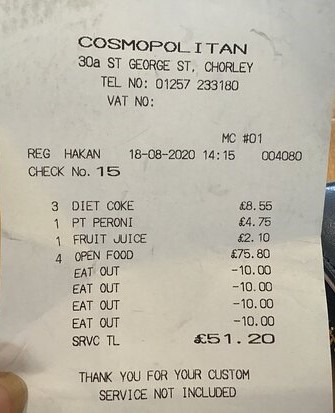 COSMOPOLITAN
30a ST GEORGE ST, CHORLEY
TEL NO: 01257 233180
VAT NO:
MC #01
REG HAKAN 18-08-2020 14:15 004080
CHECK No. 15
3 DIET COKE £8.55
1 PT PERONI £4.75
1 FRUIT JUICE £2.10
4 OPEN FOOD £75.80
EAT OUT -10.00
EAT OUT -10.00
EAT OUT -10.00
EAT OUT -10.00
SRVC TL £51.20
THANK YOU FOR YOUR CUSTOM
SERVICE NOT INCLUDED